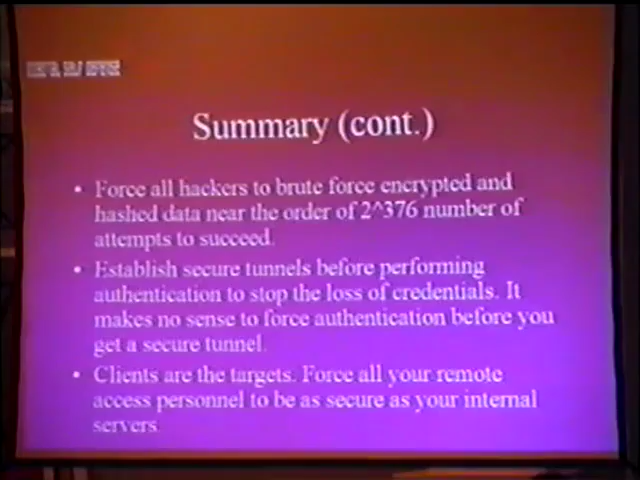 DIGITAL SELF DEFENSE
Summary (cont.)
• Force all hackers to brute force encrypted and
hashed data near the order of 2^376 number of
attempts to succeed.
• Establish secure tunnels before performing
authentication to stop the loss of credentials. It
makes no sense to force authentication before you
get a secure tunnel.
• Clients are the targets. Force all your remote
access personnel to be as secure as your internal
servers.